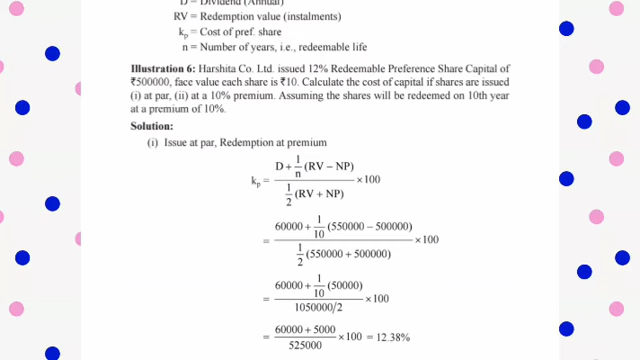 D = Dividend (Annual)
RV = Redemption value (instalments)
kp = Cost of pref. share
n = Number of years, i.e., redeemable life
Illustration 6: Harshita Co. Ltd. issued 12% Redeemable Preference Share Capital of
₹500000, face value each share is ₹10. Calculate the cost of capital if shares are issued
(i) at par, (ii) at a 10% premium. Assuming the shares will be redeemed on 10th year
at a premium of 10%.
Solution:
(i) Issue at par, Redemption at premium
kp = (D + 1/n (RV − NP)) / (1/2 (RV + NP)) × 100
= (60000 + 1/10 (550000 − 500000)) / (1/2 (550000 + 500000)) × 100
= (60000 + 1/10 (50000)) / (1050000/2) × 100
= (60000 + 5000) / 525000 × 100 = 12.38%